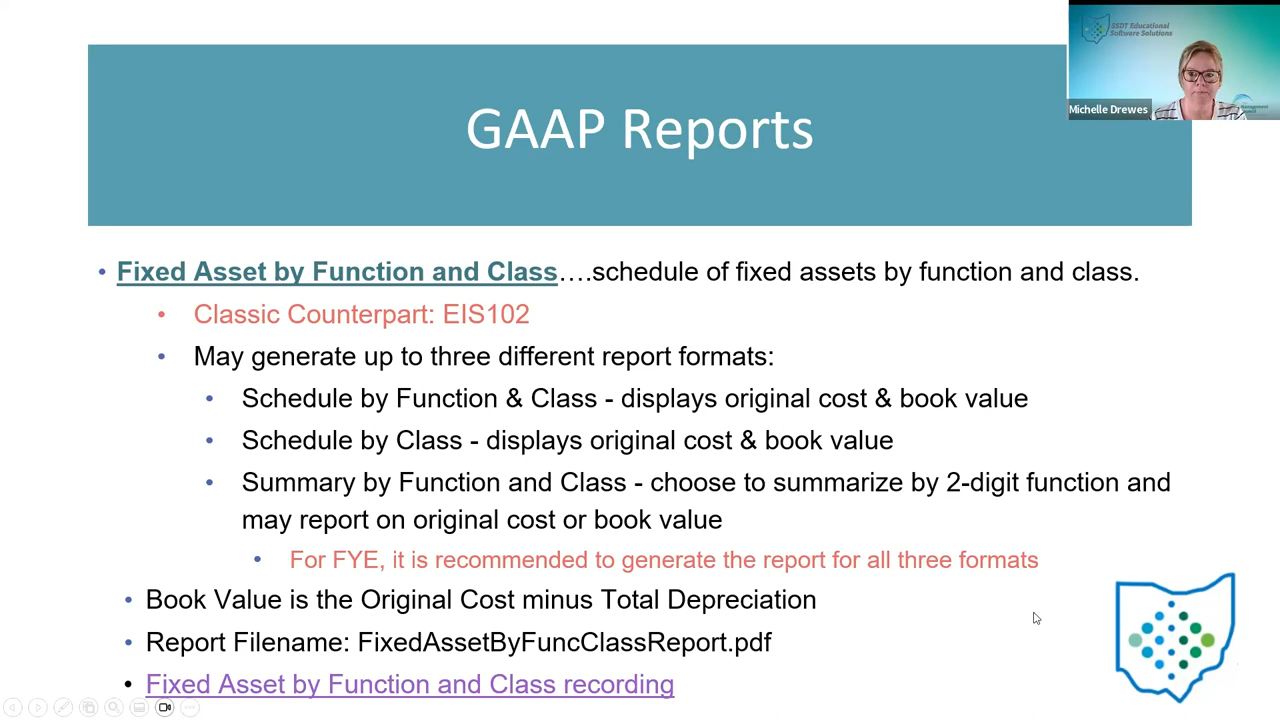 SSDT Educational
Software Solutions
Michelle Drewes
GAAP Reports
• Fixed Asset by Function and Class….schedule of fixed assets by function and class.
• Classic Counterpart: EIS102
• May generate up to three different report formats:
• Schedule by Function & Class - displays original cost & book value
• Schedule by Class - displays original cost & book value
• Summary by Function and Class - choose to summarize by 2-digit function and
may report on original cost or book value
• For FYE, it is recommended to generate the report for all three formats
• Book Value is the Original Cost minus Total Depreciation
• Report Filename: FixedAssetByFuncClassReport.pdf
• Fixed Asset by Function and Class recording